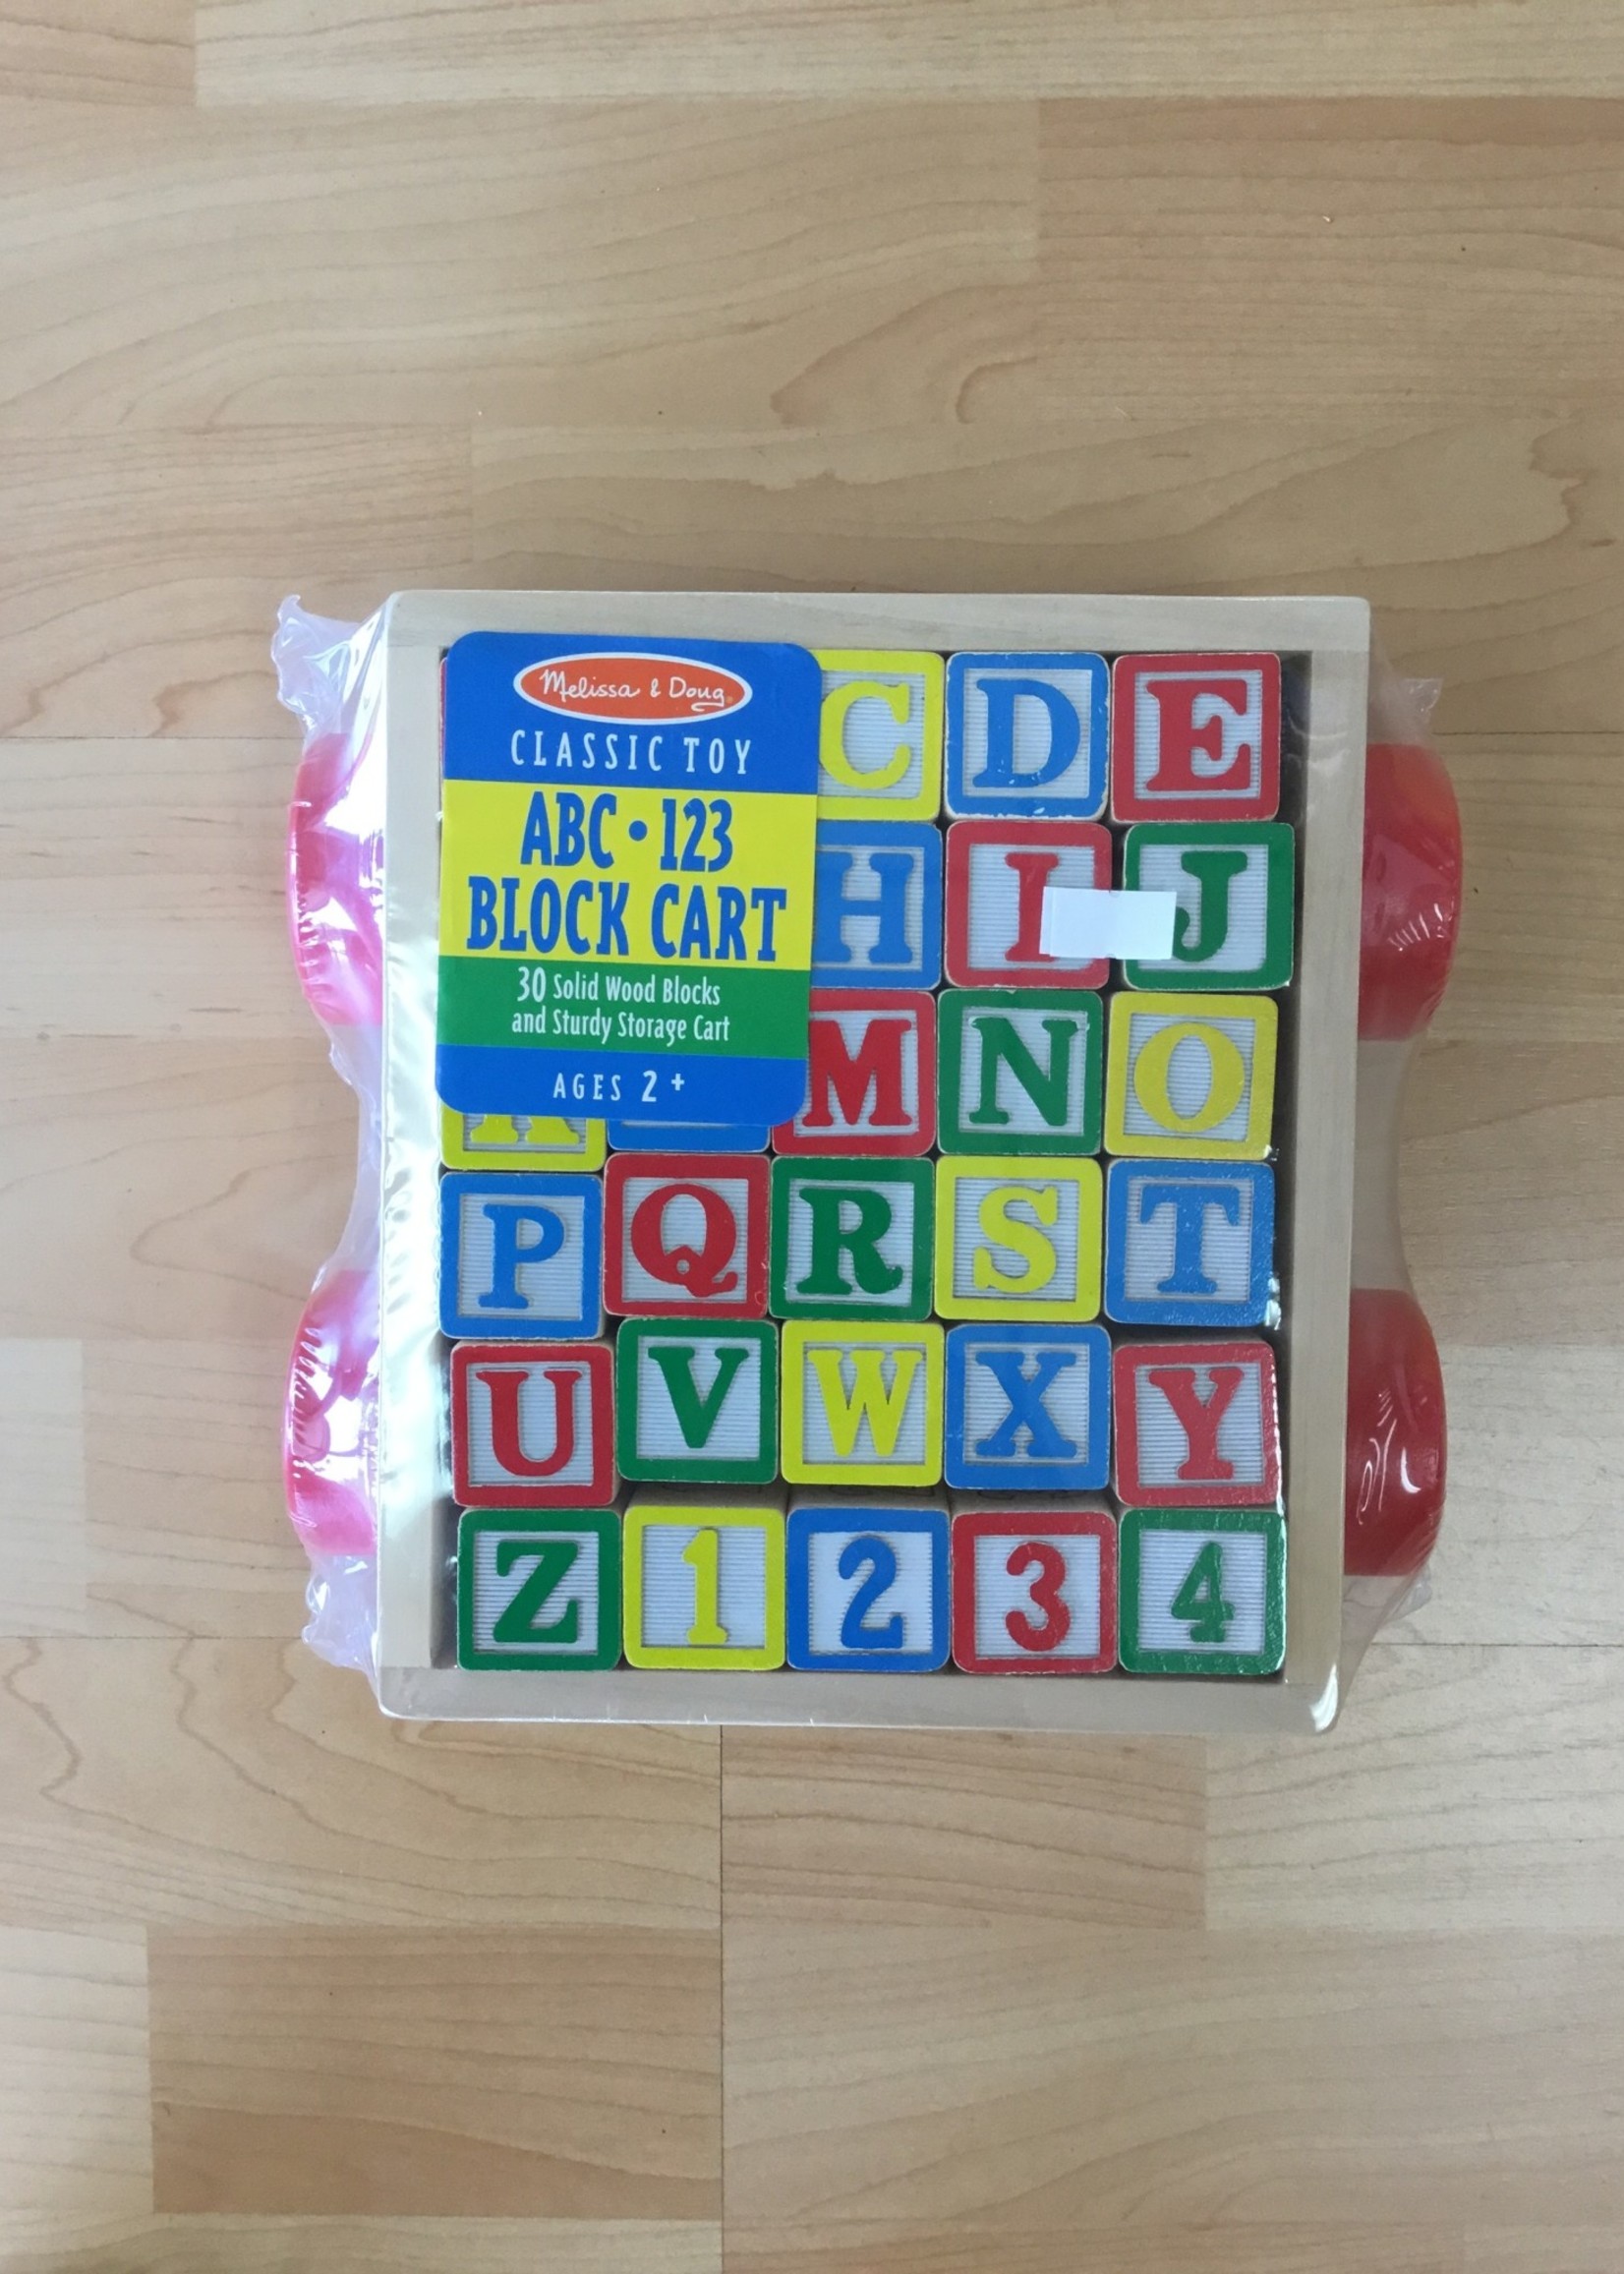 Melissa & Doug
CLASSIC TOY
ABC • 123
BLOCK CART
30 Solid Wood Blocks
and Sturdy Storage Cart
AGES 2+
C D E
H I J
K M N O
P Q R S T
U V W X Y
Z 1 2 3 4